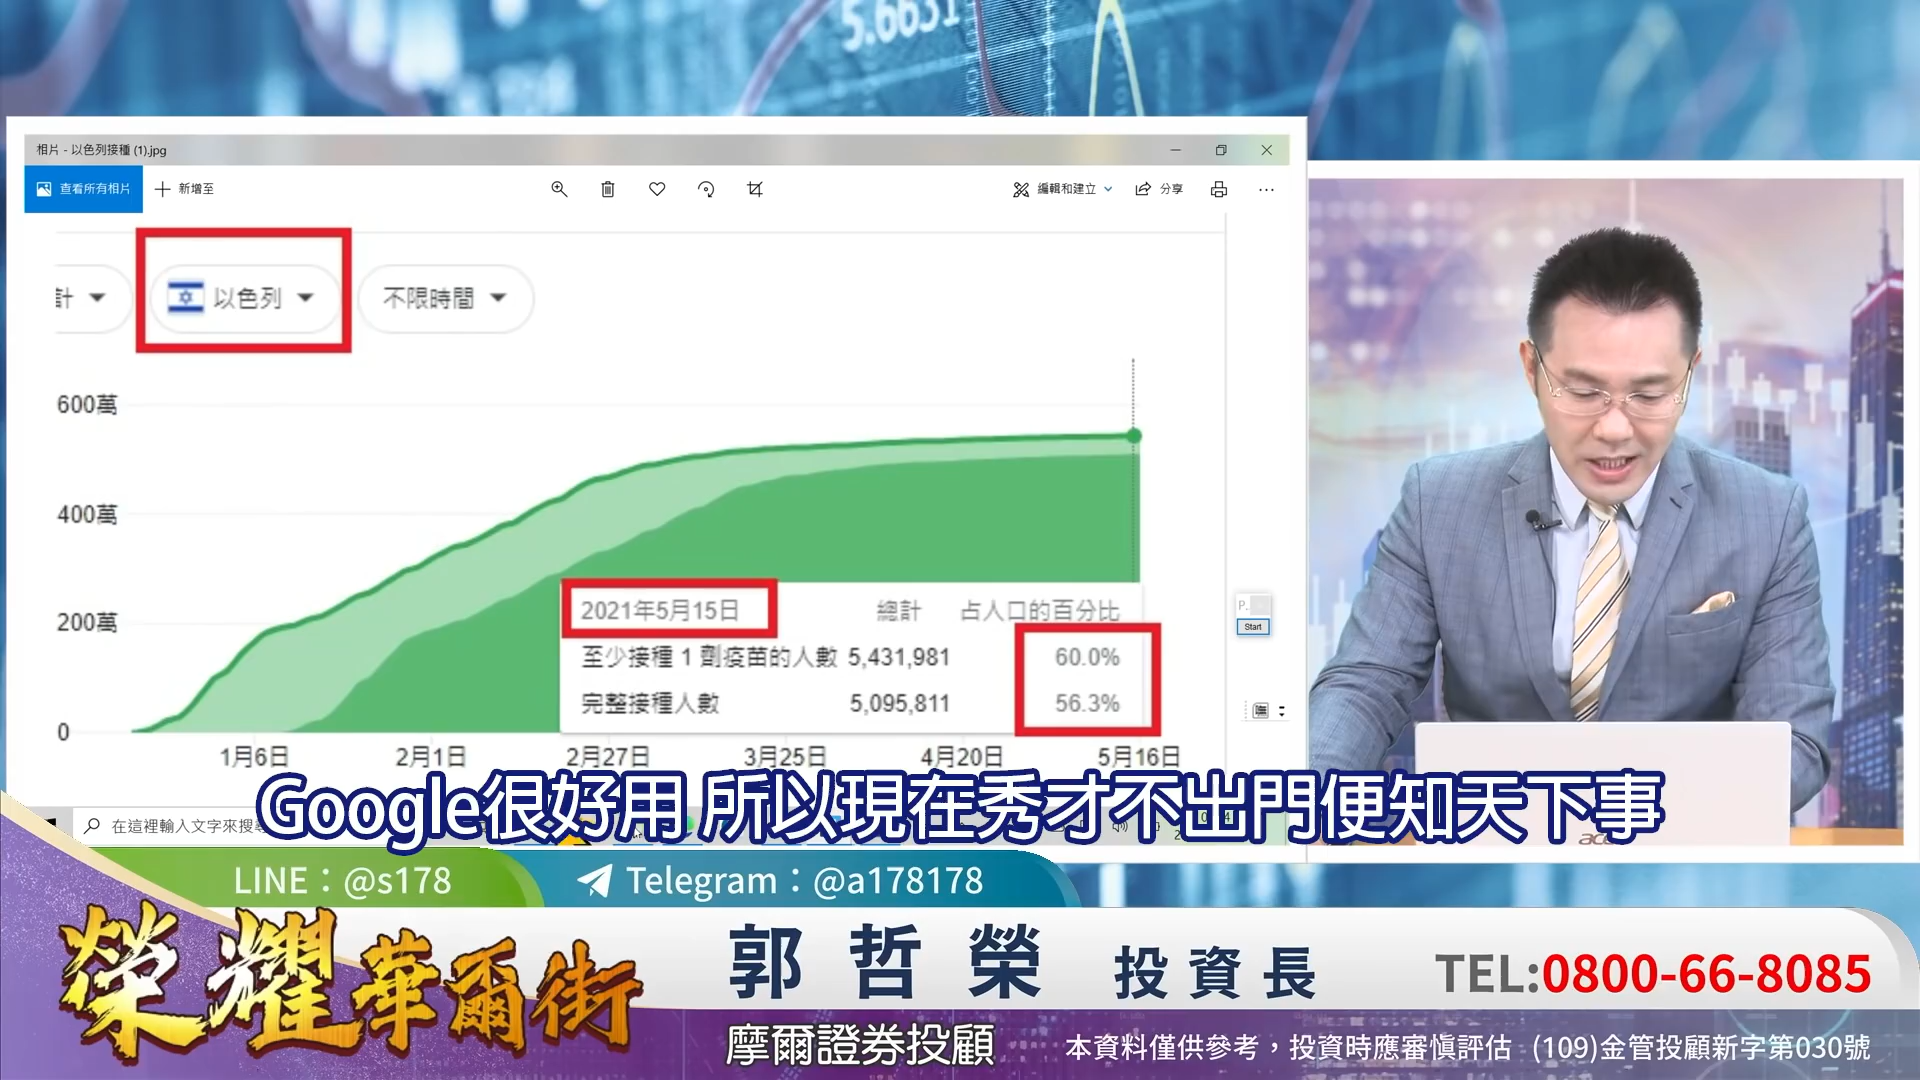 5.6631
相片 - 以色列接種 (1).jpg
查看所有相片
新增至
編輯和建立
分享
計
以色列
不限時間
600萬
400萬
200萬
0
2021年5月15日 總計 占人口的百分比
至少接種 1 劑疫苗的人數 5,431,981 60.0%
完整接種人數 5,095,811 56.3%
1月6日 2月1日 2月27日 3月25日 4月20日 5月16日
Start
在這裡輸入文字來搜尋
Google很好用 所以現在秀才不出門便知天下事
LINE：@s178
Telegram：@a178178
榮耀華爾街
郭哲榮 投資長
TEL:0800-66-8085
摩爾證券投顧
本資料僅供參考，投資時應審慎評估 (109)金管投顧新字第030號